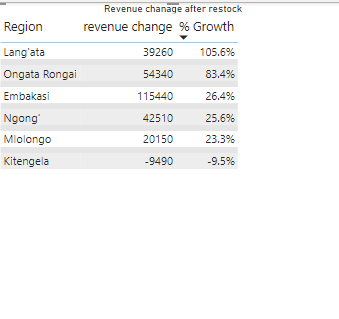 Revenue chanage after restock
Region revenue change % Growth
Lang'ata 39260 105.6%
Ongata Rongai 54340 83.4%
Embakasi 115440 26.4%
Ngong' 42510 25.6%
Mlolongo 20150 23.3%
Kitengela -9490 -9.5%